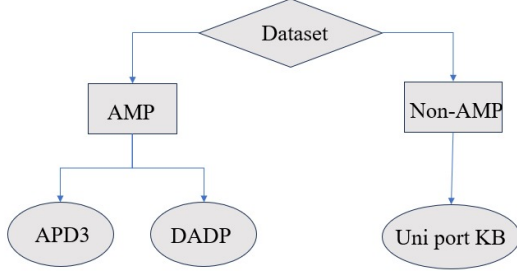 Dataset
AMP
Non-AMP
APD3
DADP
Uni port KB